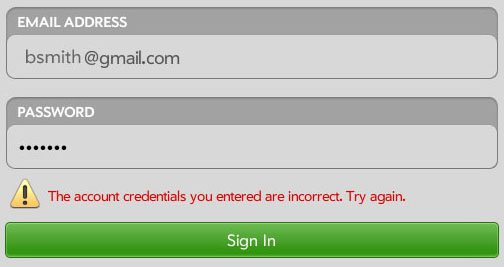 EMAIL ADDRESS
bsmith@gmail.com
PASSWORD
•••••••
The account credentials you entered are incorrect. Try again.
Sign In